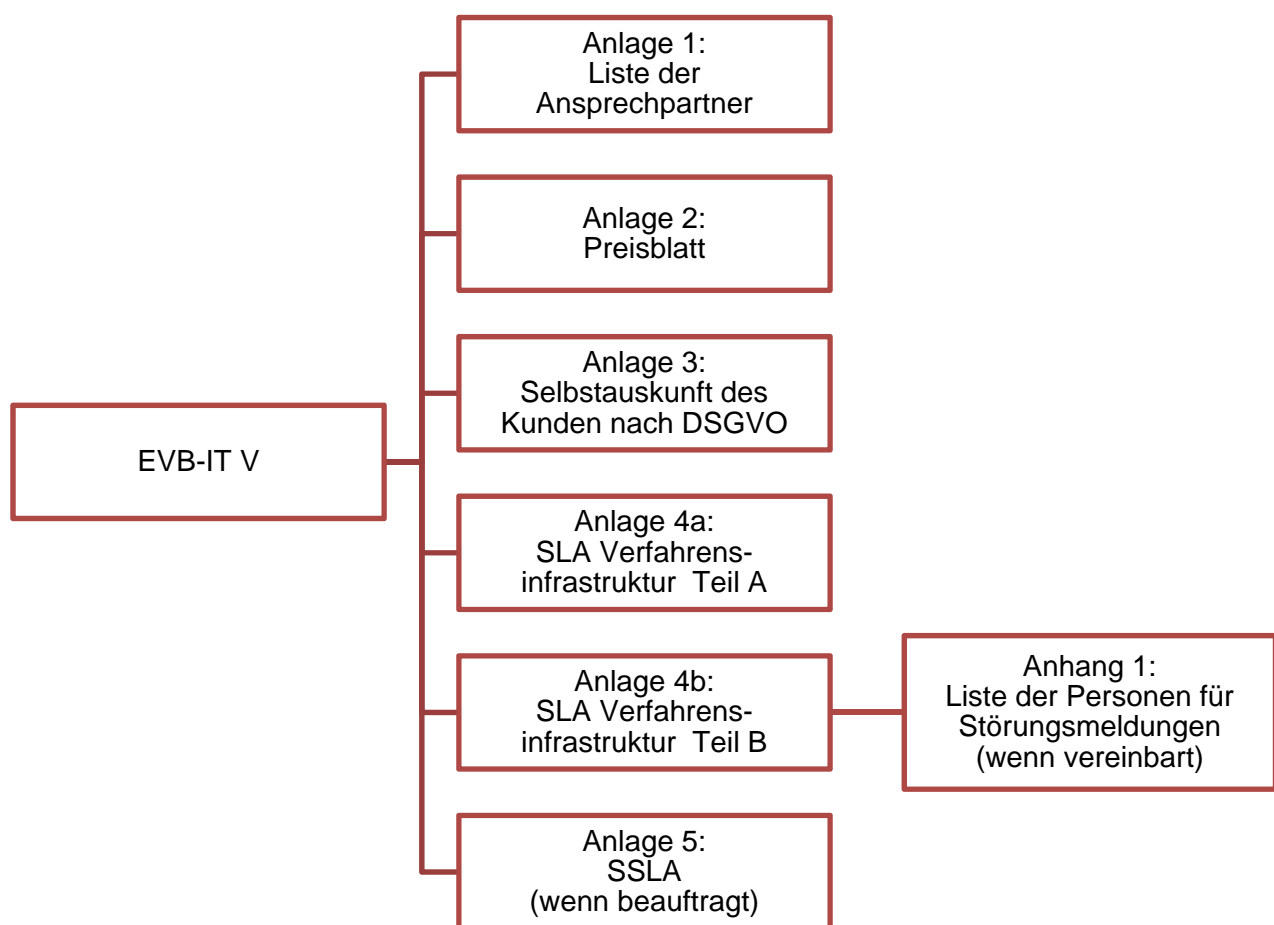 EVB-IT V
Anlage 1:
Liste der
Ansprechpartner
Anlage 2:
Preisblatt
Anlage 3:
Selbstauskunft des
Kunden nach DSGVO
Anlage 4a:
SLA Verfahrens-
infrastruktur  Teil A
Anlage 4b:
SLA Verfahrens-
infrastruktur  Teil B
Anhang 1:
Liste der Personen für
Störungsmeldungen
(wenn vereinbart)
Anlage 5:
SSLA
(wenn beauftragt)